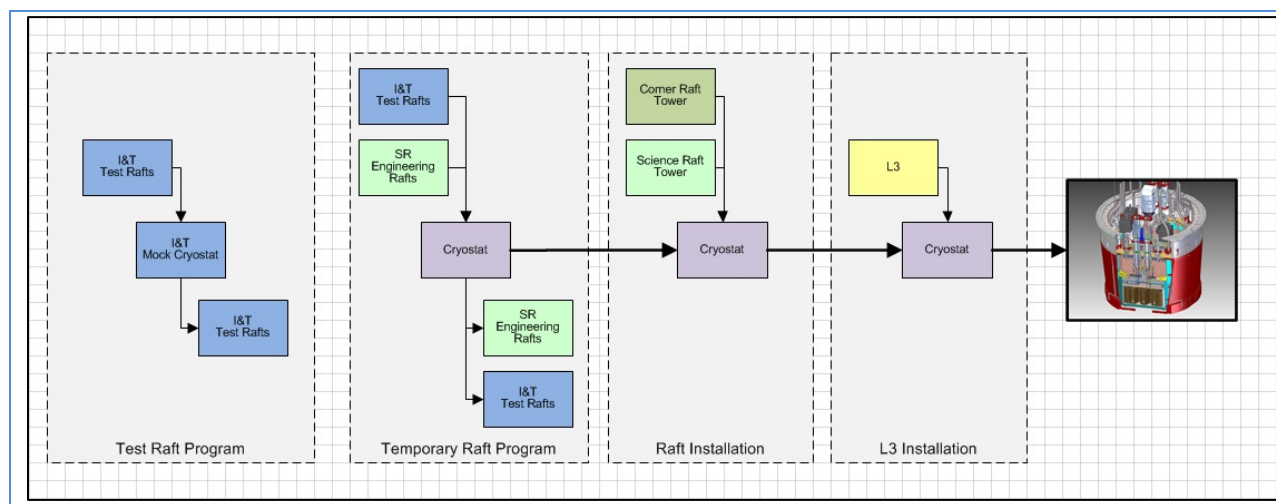 I&T
Test Rafts
I&T
Mock Cryostat
I&T
Test Rafts
Test Raft Program
I&T
Test Rafts
SR
Engineering
Rafts
Cryostat
SR
Engineering
Rafts
I&T
Test Rafts
Temporary Raft Program
Corner Raft
Tower
Science Raft
Tower
Cryostat
Raft Installation
L3
Cryostat
L3 Installation